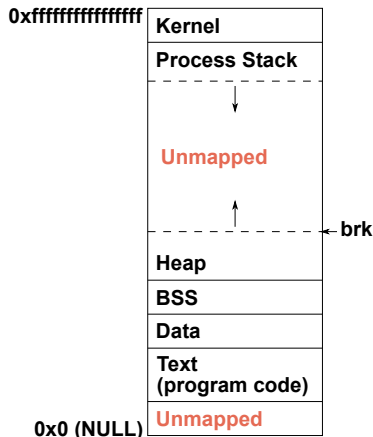 0xffffffffffffffff
Kernel
Process Stack
Unmapped
brk
Heap
BSS
Data
Text
(program code)
0x0 (NULL)
Unmapped